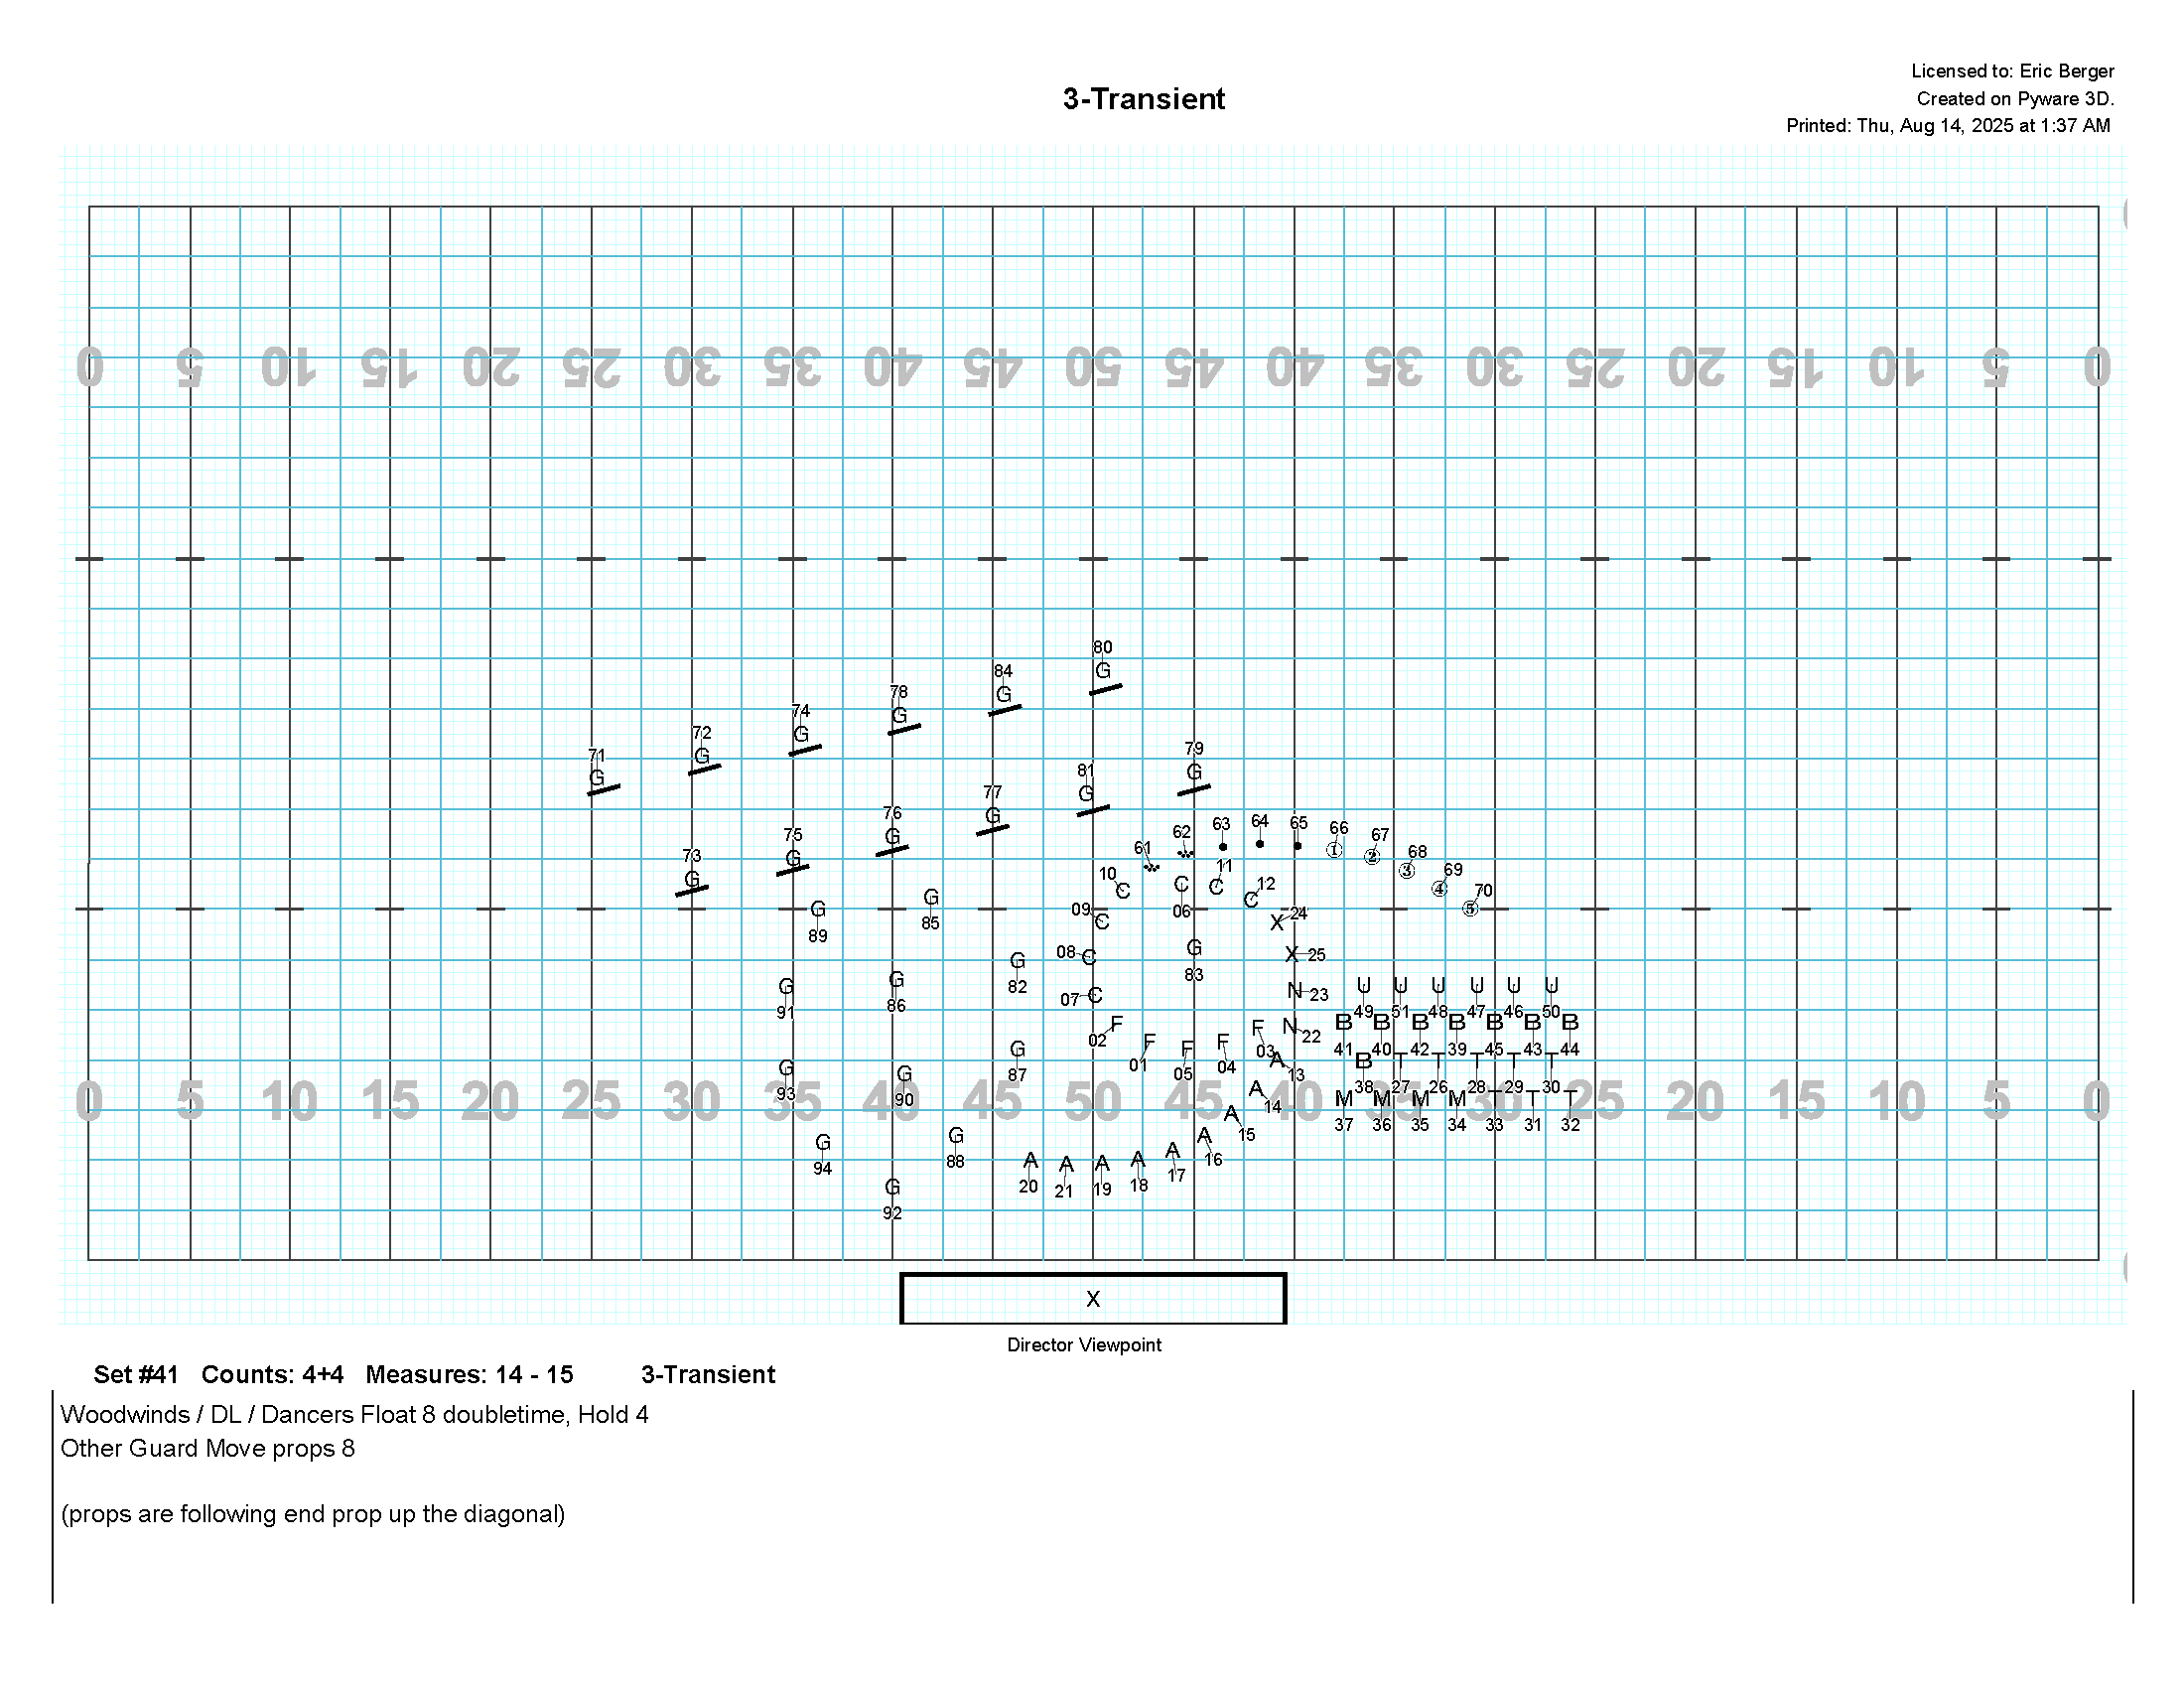 Licensed to: Eric Berger
3-Transient
Created on Pyware 3D.
Printed: Thu, Aug 14, 2025 at 1:37 AM
0 5 10 15 20 25 30 35 40 45 50 45 40 35 30 25 20 15 10 5 0
80
G
84
G
78
G
74
G
72
G
71
G
79
G
81
G
77
G
76
G
75
G
73
G
61 62 63 64 65 66 67 68 69 70
1 2 3 4 5
10 C C 11 C C 12
06
09 C
X 24
G 85
G 89
08 C
G 83
X 25
G 82
07 C
N 23
G 91
G 86
U U U U U U
49 51 48 47 46 50
02 F
F 01
F 05
F 04
F 03
N 22
B B B B B B B
41 40 42 39 45 43 44
G 87
A 13
B T T T T T
38 27 26 28 29 30
G 93
G 90
A 14
M M M M T T T
37 36 35 34 33 31 32
0 5 10 15 20 25 30 35 40 45 50 45 40 35 30 25 20 15 10 5 0
A 15
G 94
G 88
A 16
A A A A A
20 21 19 18 17
G 92
X
Director Viewpoint
Set #41 Counts: 4+4 Measures: 14 - 15 3-Transient
Woodwinds / DL / Dancers Float 8 doubletime, Hold 4
Other Guard Move props 8
(props are following end prop up the diagonal)